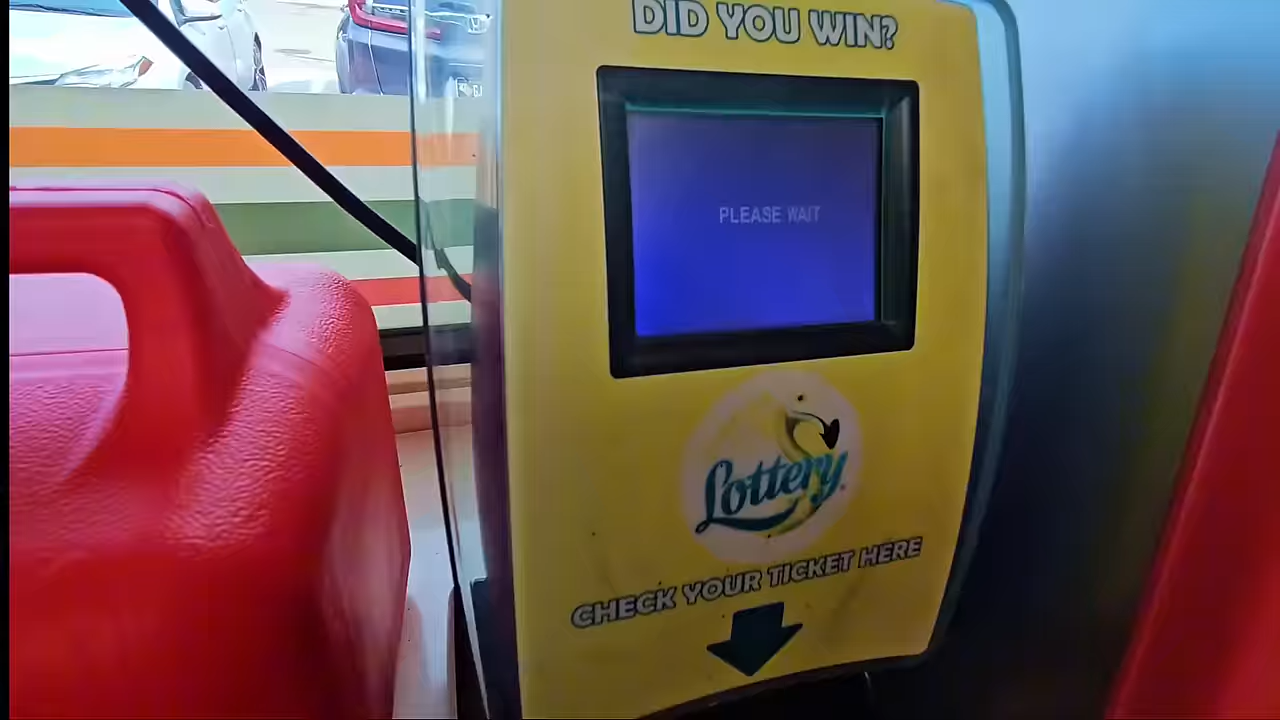 DID YOU WIN?
PLEASE WAIT
Lottery
CHECK YOUR TICKET HERE